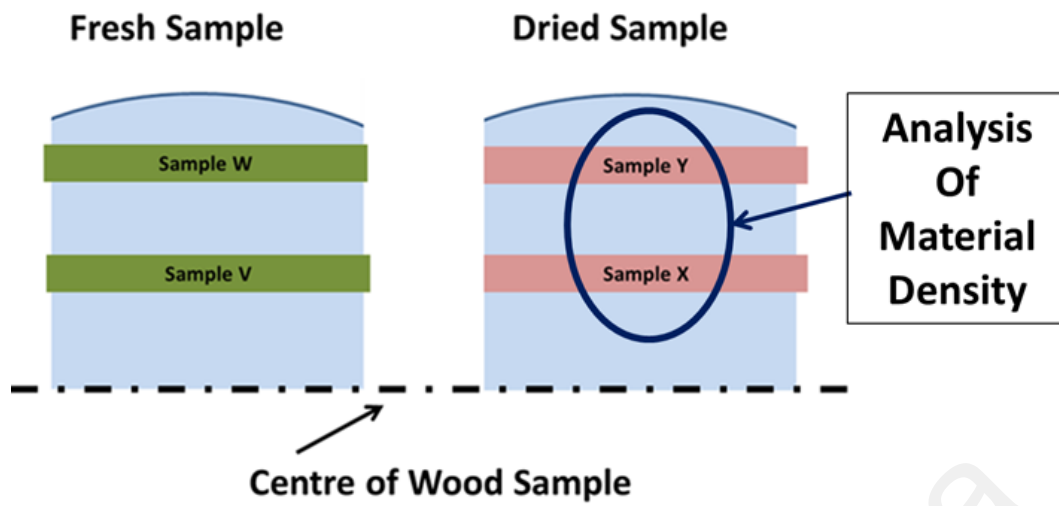 Fresh Sample
Dried Sample
Sample W
Sample V
Sample Y
Sample X
Analysis
Of
Material
Density
Centre of Wood Sample